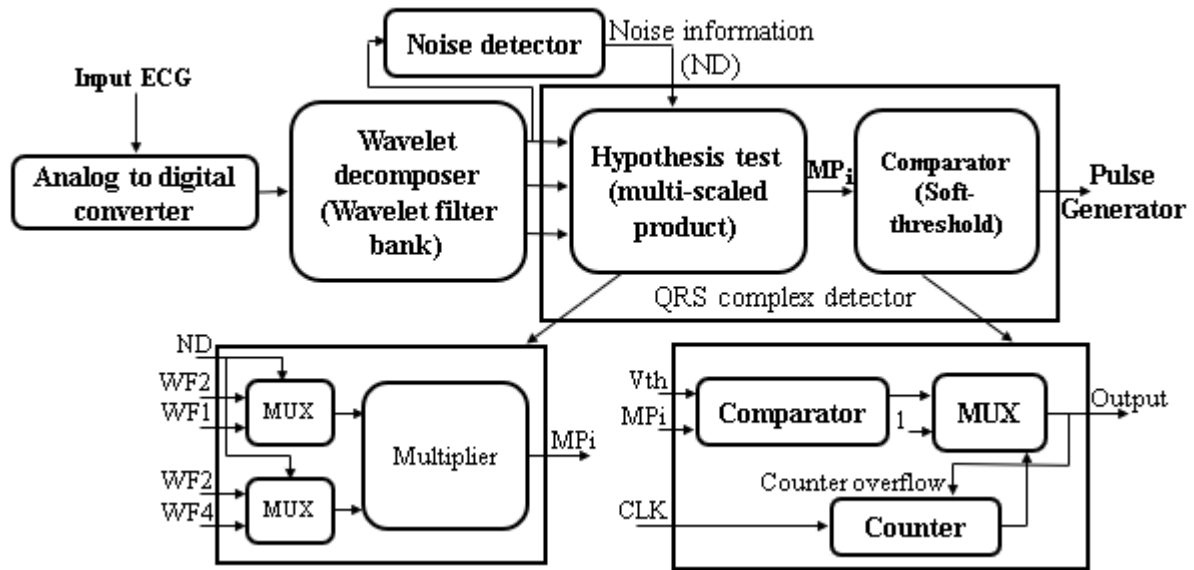 Noise detector
Noise information
(ND)
Input ECG
Analog to digital
converter
Wavelet
decomposer
(Wavelet filter
bank)
Hypothesis test
(multi-scaled
product)
MPi
Comparator
(Soft-
threshold)
Pulse
Generator
QRS complex detector
ND
WF2
WF1
MUX
WF2
WF4
MUX
Multiplier
MPi
Vth
MPi
Comparator
1
MUX
Output
Counter overflow
CLK
Counter